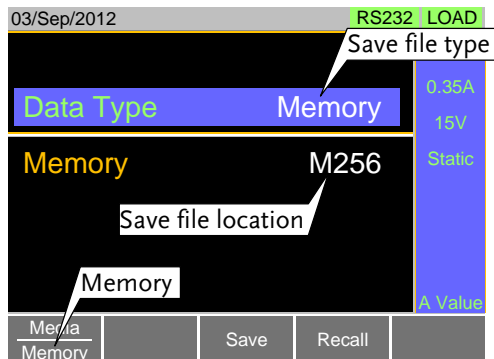 03/Sep/2012 RS232 LOAD
Save file type
0.35A
Data Type Memory
15V
Memory M256 Static
Save file location
Memory
A Value
Media Save Recall
Memory